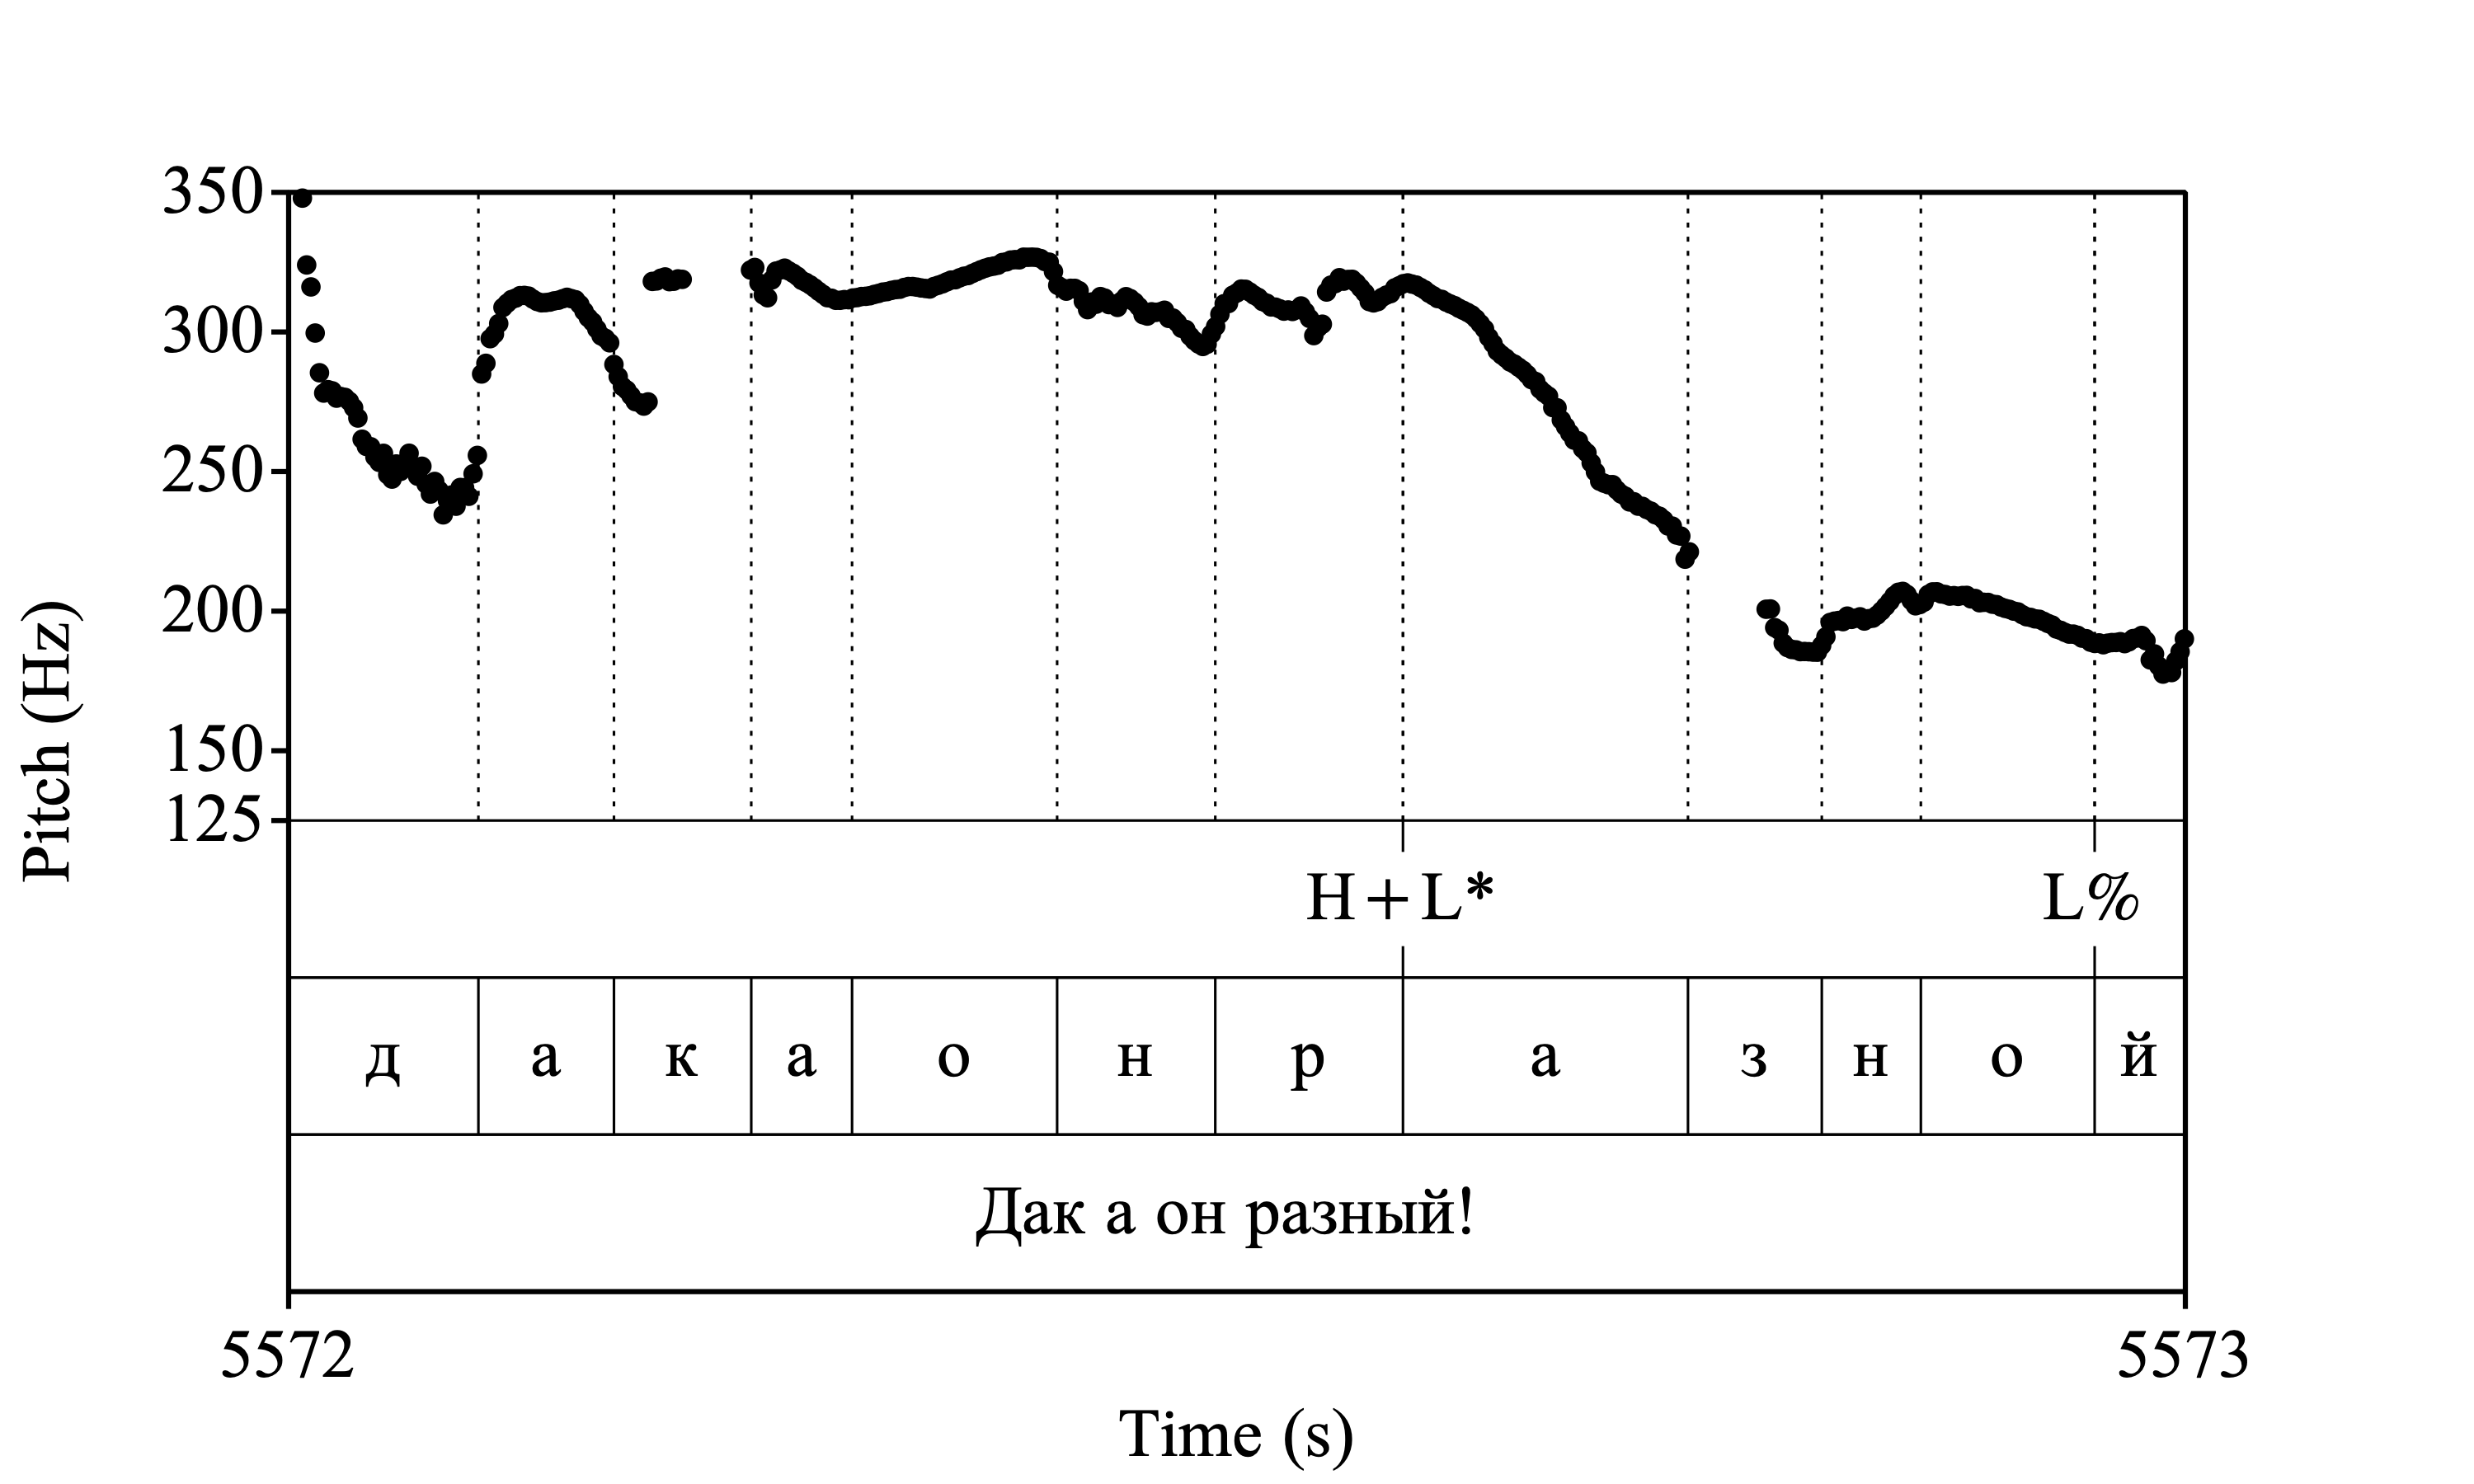 350
300
250
200
150
125
Pitch (Hz)
H+L* L%
д а к а о н р а з н о й
Дак а он разный!
5572 5573
Time (s)